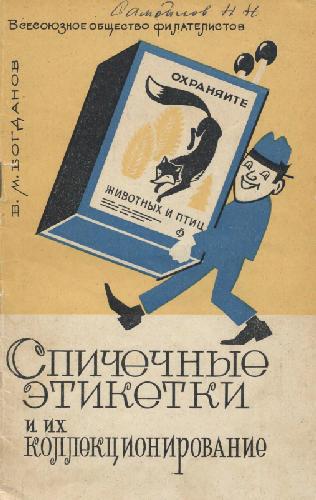 Всесоюзное общество филателистов
В. М. Богданов
Охраняйте
животных и птиц
Спичечные
этикетки
и их
коллекционирование